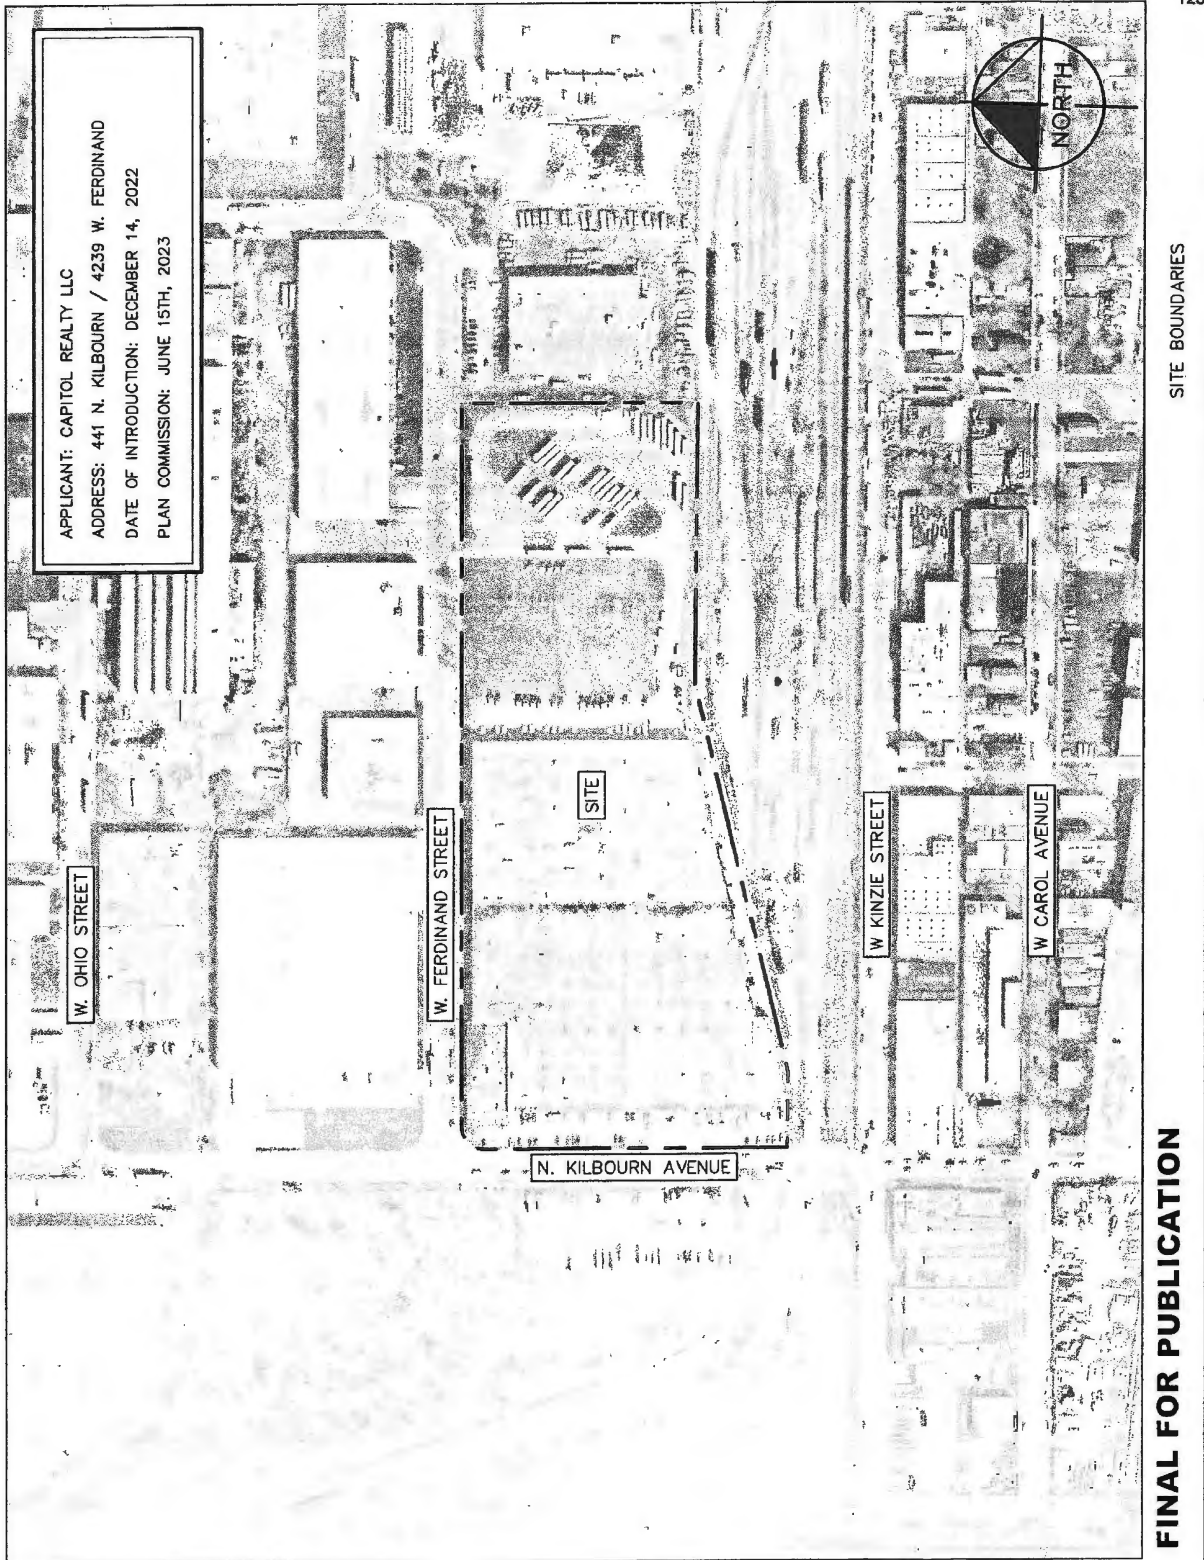 APPLICANT: CAPITOL REALTY LLC
ADDRESS: 441 N. KILBOURN / 4239 W. FERDINAND
DATE OF INTRODUCTION: DECEMBER 14, 2022
PLAN COMMISSION: JUNE 15TH, 2023
W. OHIO STREET
W. FERDINAND STREET
SITE
N. KILBOURN AVENUE
W KINZIE STREET
W CAROL AVENUE
NORTH
SITE BOUNDARIES
FINAL FOR PUBLICATION